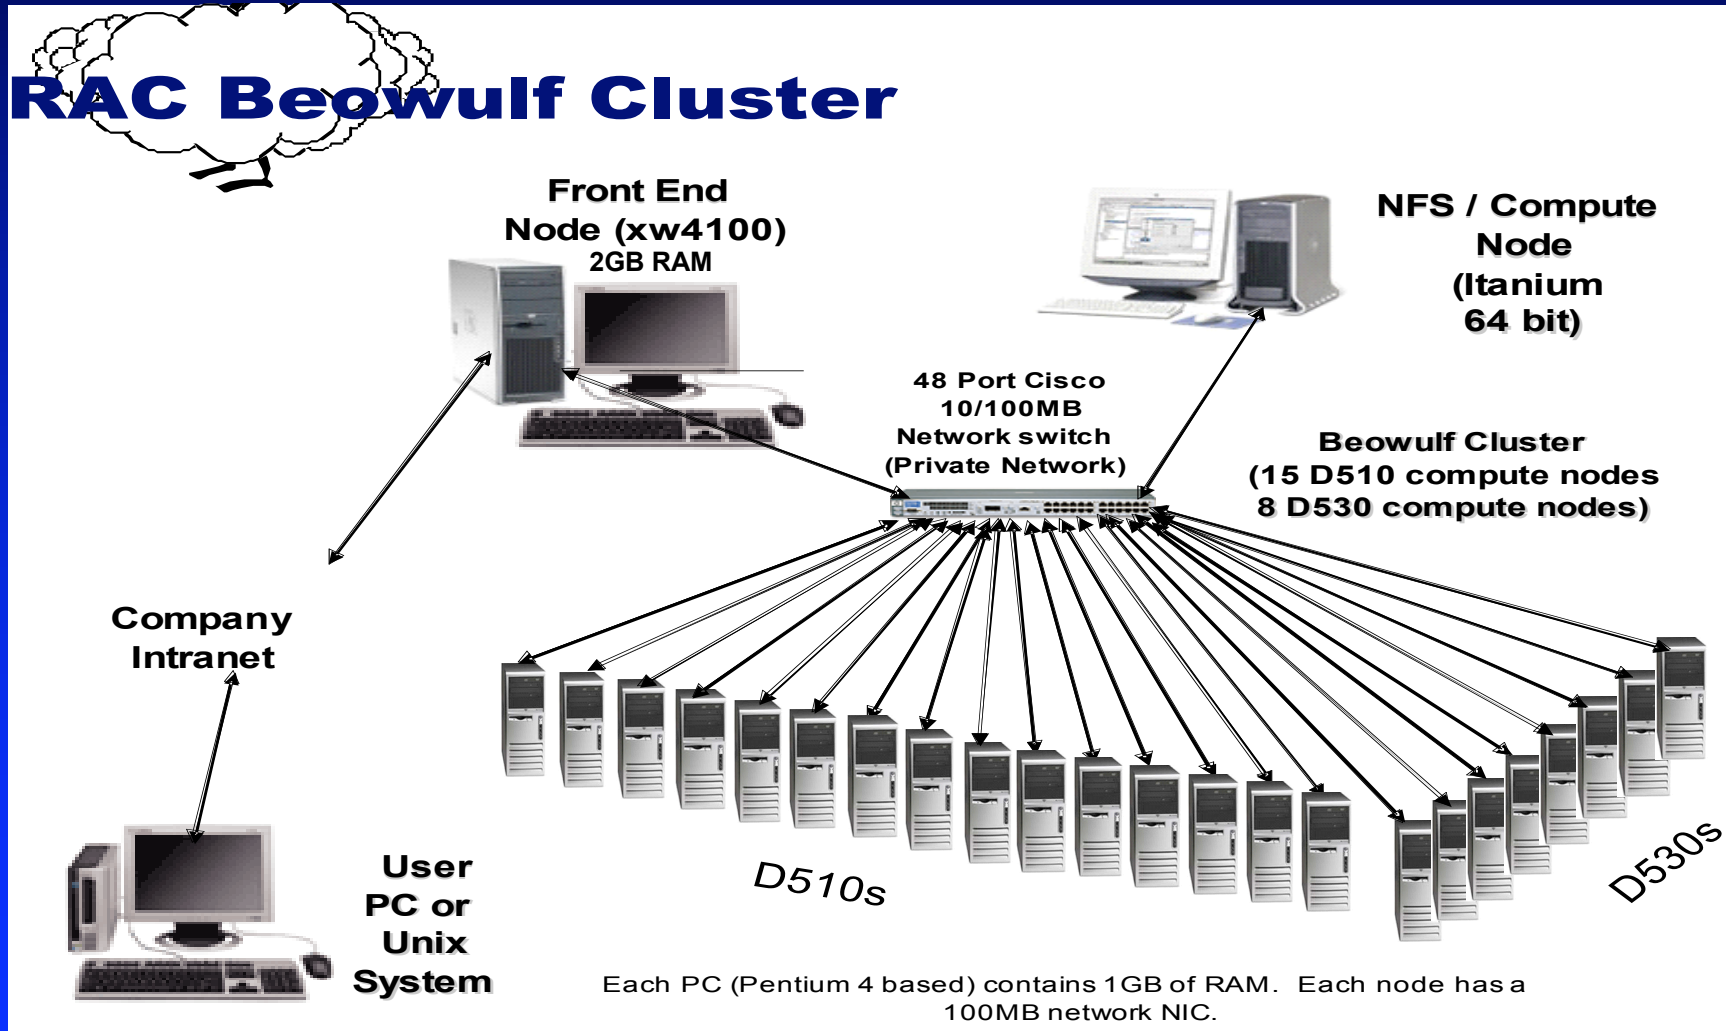 RAC Beowulf Cluster
Front End
Node (xw4100)
2GB RAM
NFS / Compute
Node
(Itanium
64 bit)
48 Port Cisco
10/100MB
Network switch
(Private Network)
Beowulf Cluster
(15 D510 compute nodes
8 D530 compute nodes)
Company
Intranet
User
PC or
Unix
System
D510s
D530s
Each PC (Pentium 4 based) contains 1GB of RAM. Each node has a
100MB network NIC.